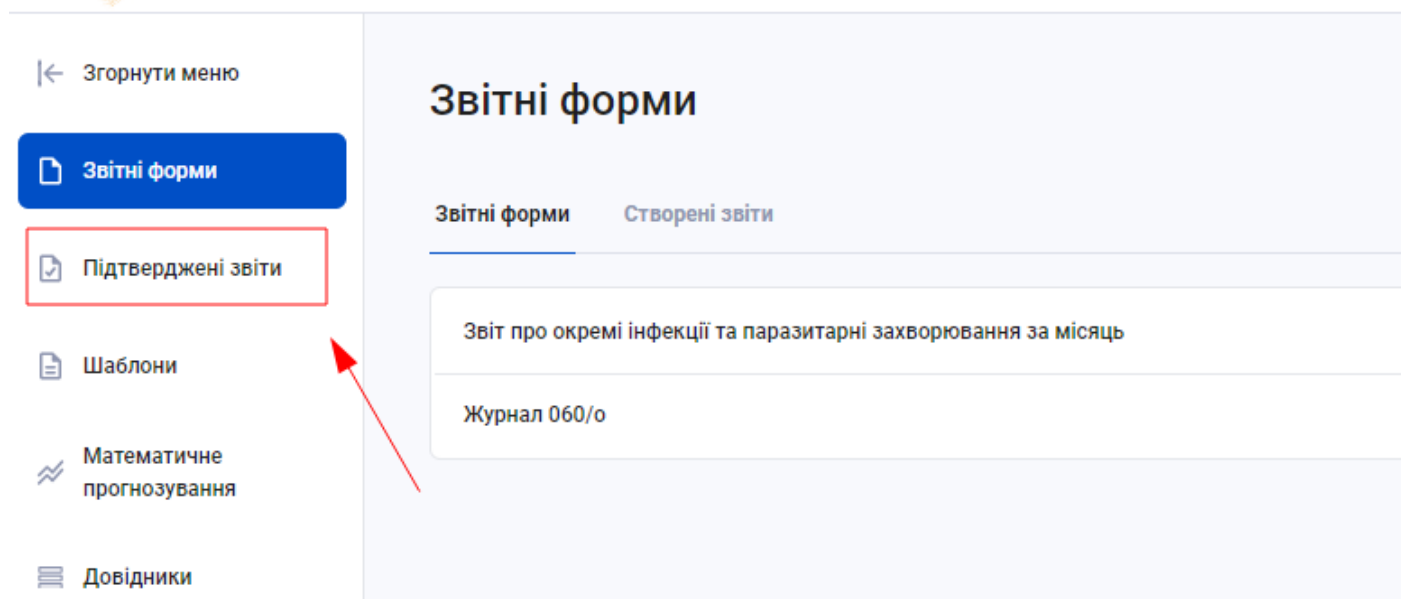 Згорнути меню
Звітні форми
Підтверджені звіти
Шаблони
Математичне
прогнозування
Довідники
Звітні форми
Звітні форми Створені звіти
Звіт про окремі інфекції та паразитарні захворювання за місяць
Журнал 060/о